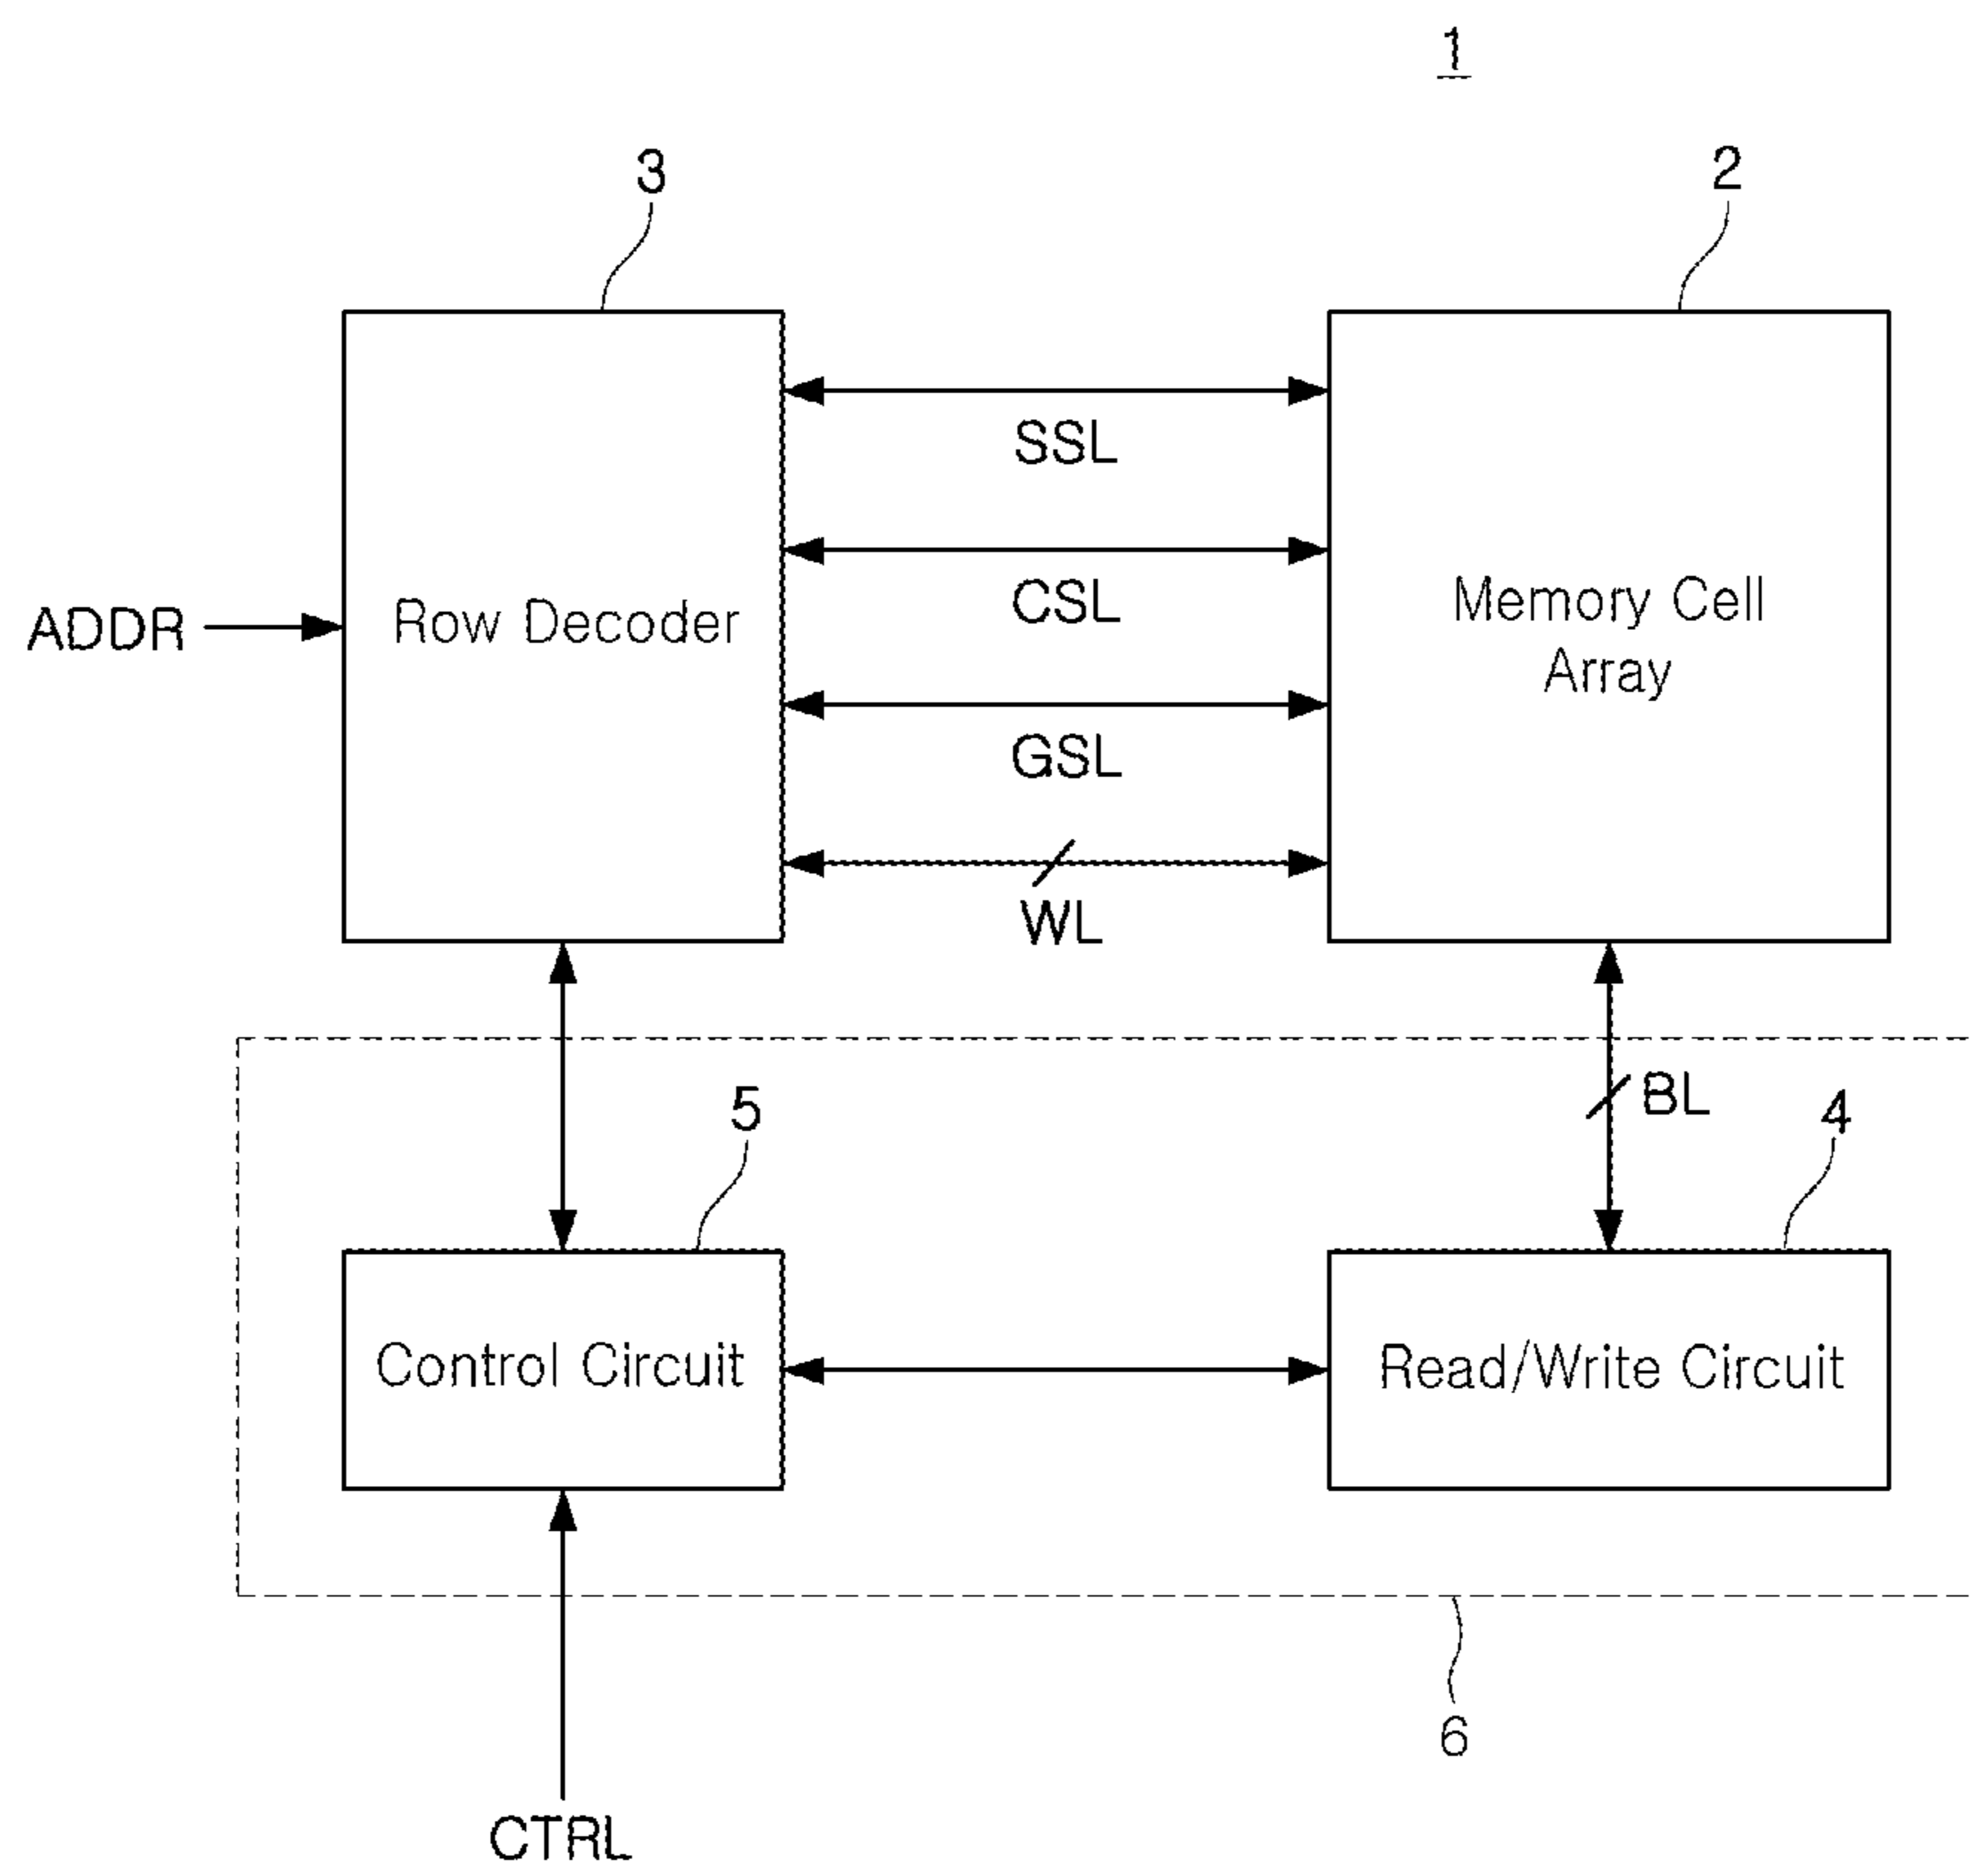 1
3
2
SSL
CSL
ADDR
Row Decoder
Memory Cell
Array
GSL
WL
BL
5
4
Control Circuit
Read/Write Circuit
6
CTRL